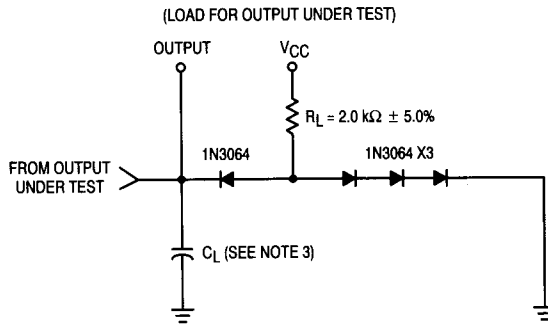 (LOAD FOR OUTPUT UNDER TEST)
OUTPUT
VCC
RL = 2.0 kΩ ± 5.0%
1N3064
1N3064 X3
FROM OUTPUT
UNDER TEST
CL (SEE NOTE 3)